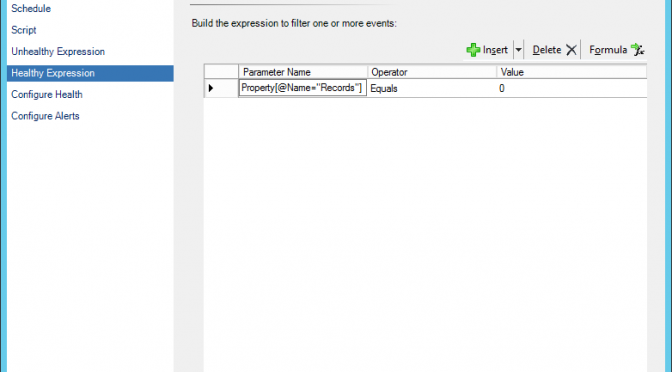 Schedule
Script
Unhealthy Expression
Healthy Expression
Configure Health
Configure Alerts
Build the expression to filter one or more events:
Insert Delete Formula fx
Parameter Name Operator Value
Property[@Name="Records"] Equals 0